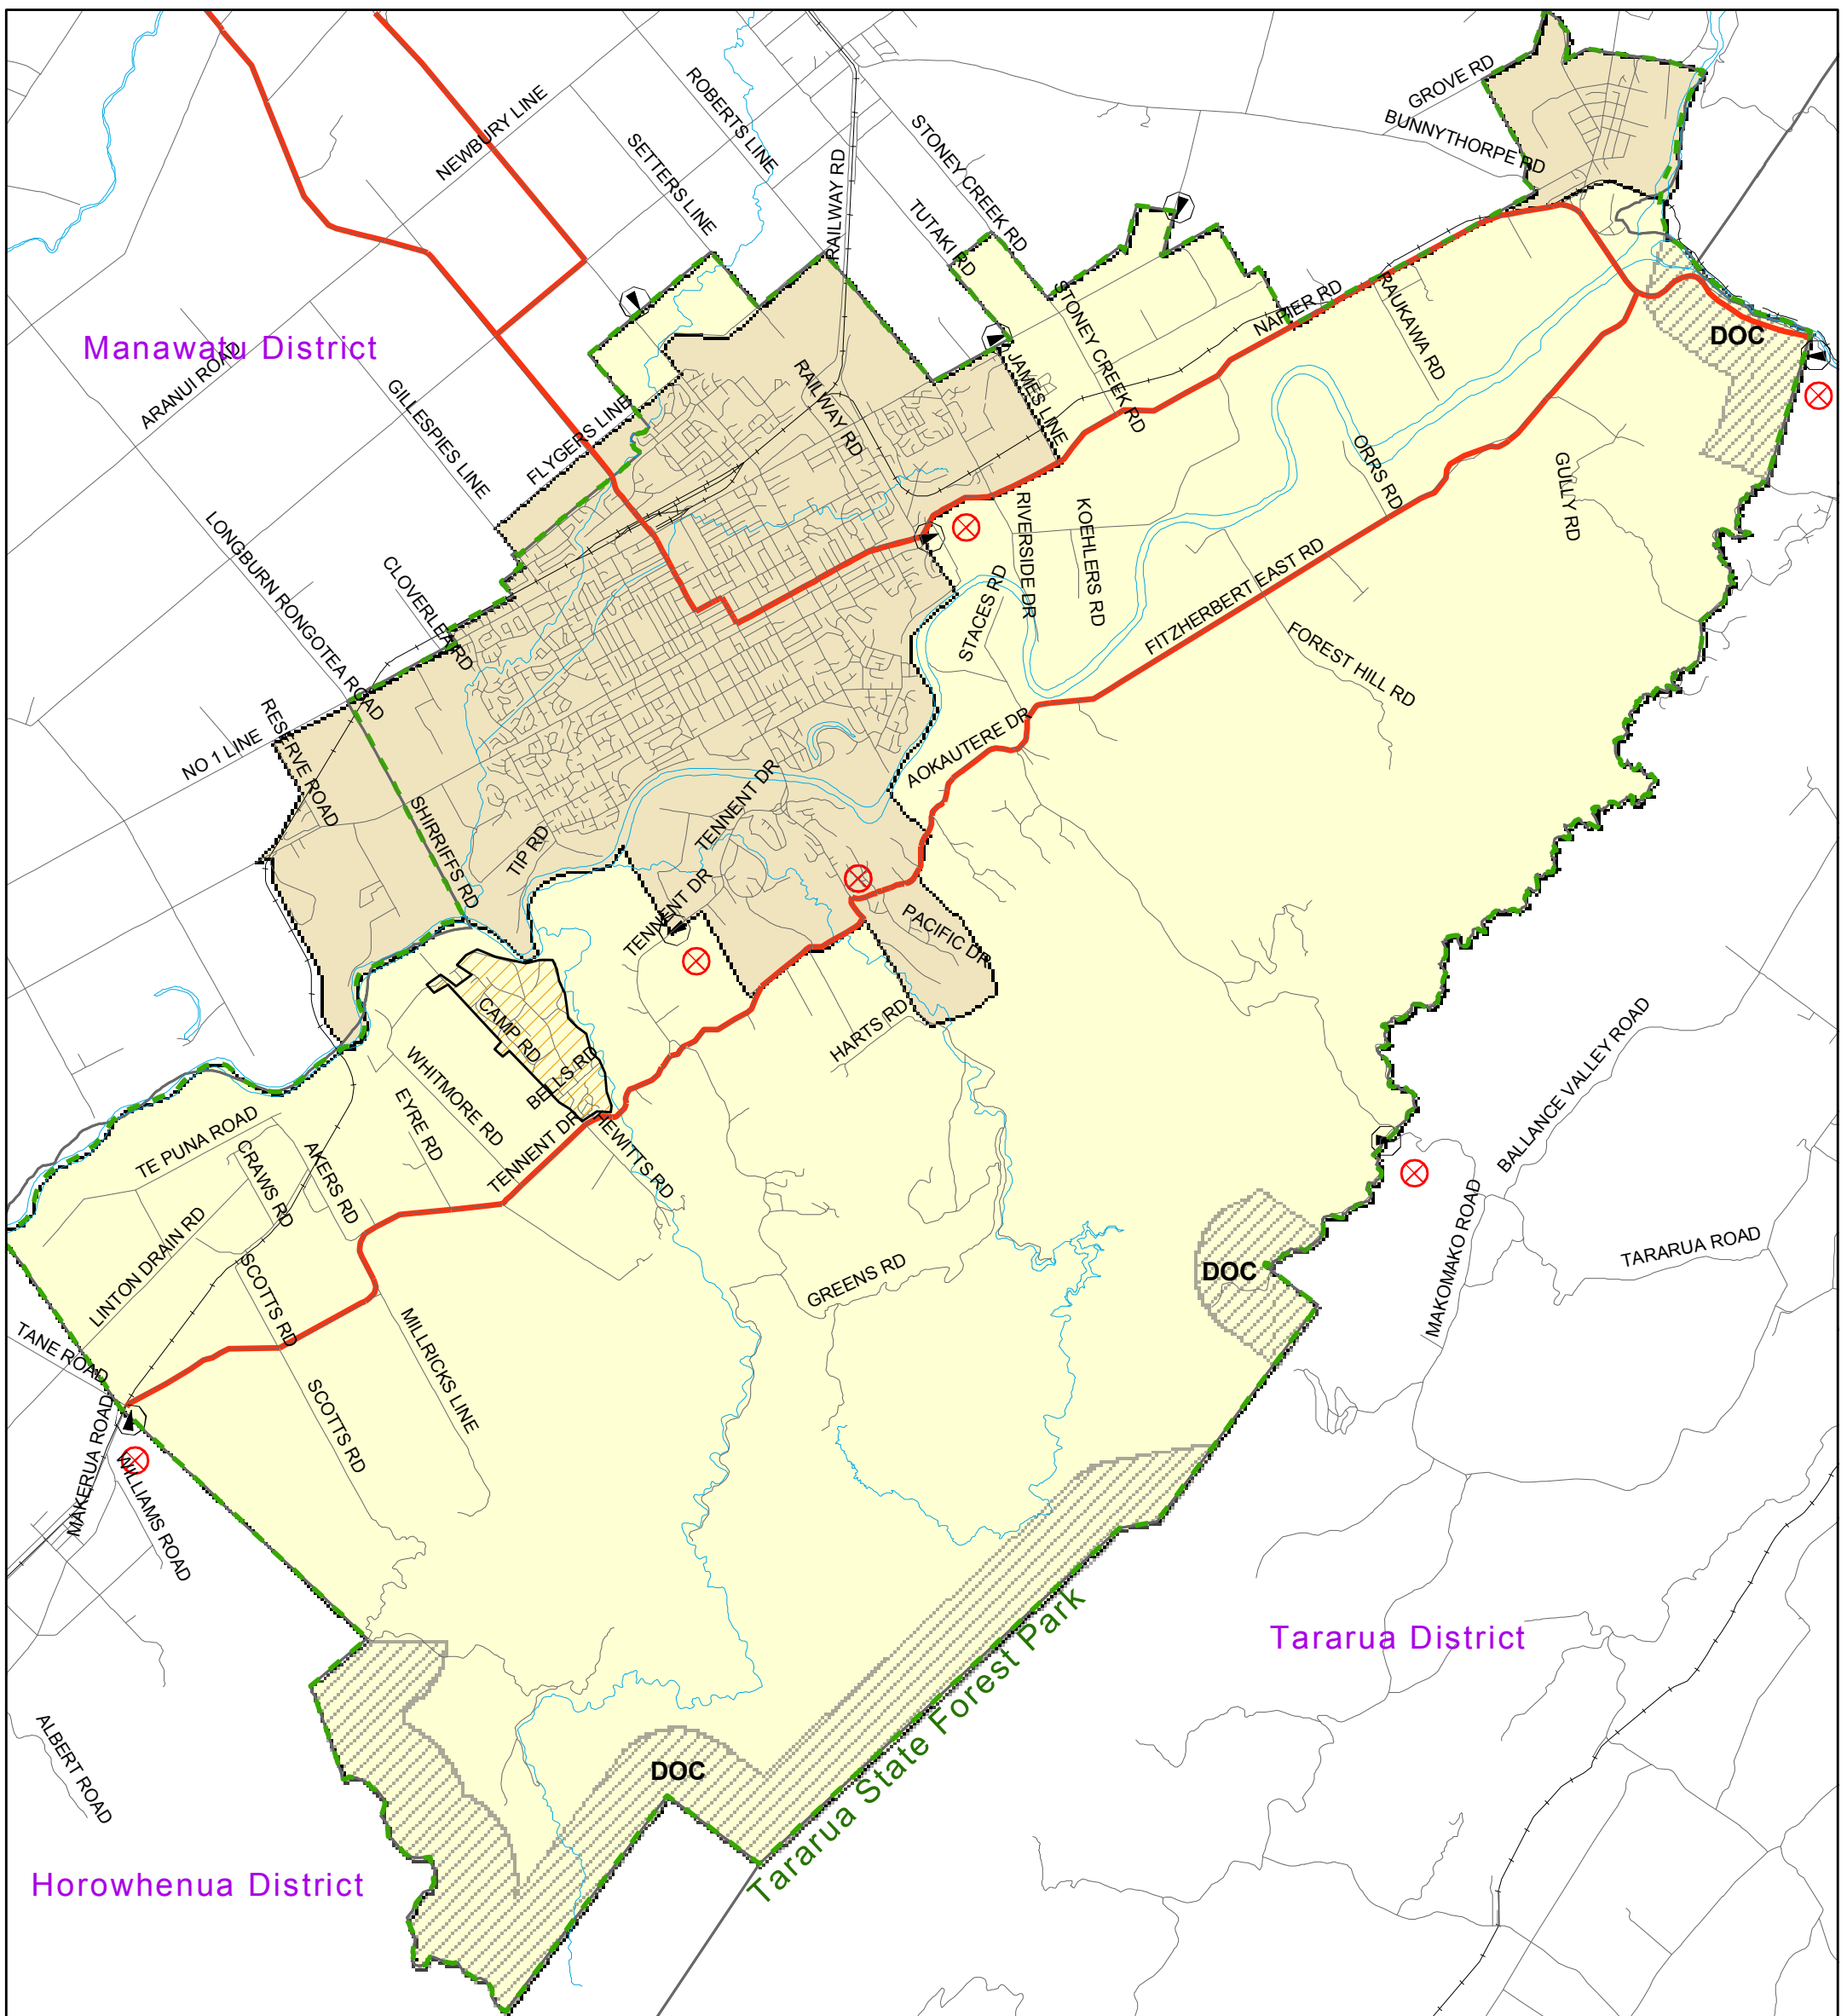 GROVE RD
BUNNYTHORPE RD
ROBERTS LINE
NEWBURY LINE
SETTERS LINE
STONEY CREEK RD
RAILWAY RD
TUTAKI RD
Manawatu District
ARANUI ROAD
GILLESPIES LINE
FLYGERS LINE
RAILWAY RD
JAMES LINE
STONEY CREEK RD
NAPIER RD
RAUKAWA RD
DOC
ORRS RD
GULLY RD
LONGBURN RONGOTEA ROAD
CLOVERLEA RD
RIVERSIDE DR
KOEHLERS RD
STACES RD
FITZHERBERT EAST RD
FOREST HILL RD
NO 1 LINE
RESERVE ROAD
SHIRRIFFS RD
TIP RD
TENNENT DR
AOKAUTERE DR
TENNENT DR
PACIFIC DR
CAMP RD
BELLS RD
HARTS RD
WHITMORE RD
EYRE RD
TENNENT DR
HEWITTS RD
TE PUNA ROAD
CRAWS RD
AKERS RD
LINTON DRAIN RD
SCOTTS RD
TANE ROAD
MILLRICKS LINE
SCOTTS RD
GREENS RD
DOC
BALLANCE VALLEY ROAD
MAKOMAKO ROAD
TARARUA ROAD
MAKERUA ROAD
WILLIAMS ROAD
ALBERT ROAD
DOC
Tararua State Forest Park
Tararua District
Horowhenua District